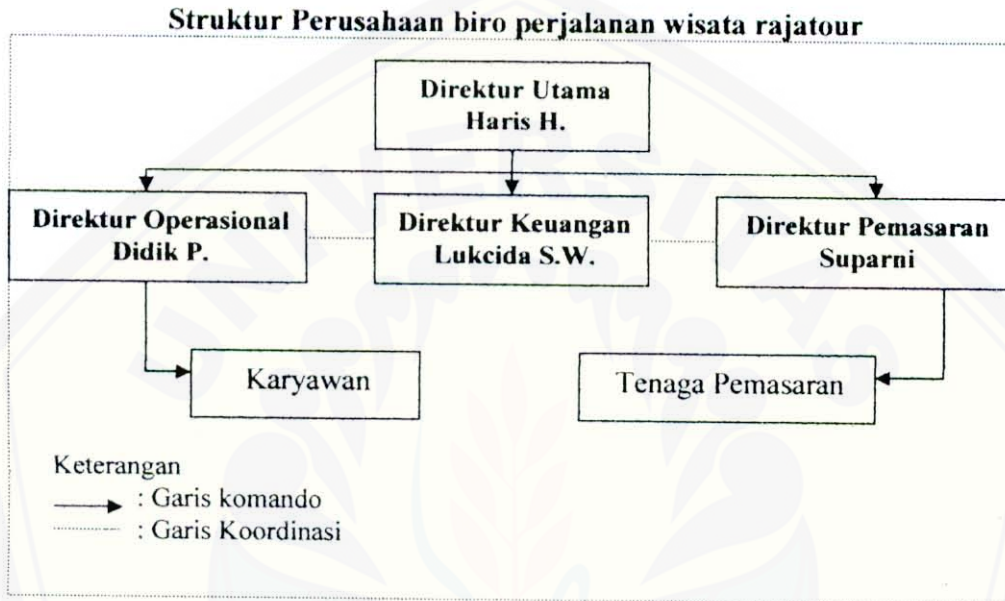 Struktur Perusahaan biro perjalanan wisata rajatour
Direktur Utama
Haris H.
Direktur Operasional
Didik P.
Direktur Keuangan
Lukcida S.W.
Direktur Pemasaran
Suparni
Karyawan
Tenaga Pemasaran
Keterangan
: Garis komando
: Garis Koordinasi
UNIVERSITAS